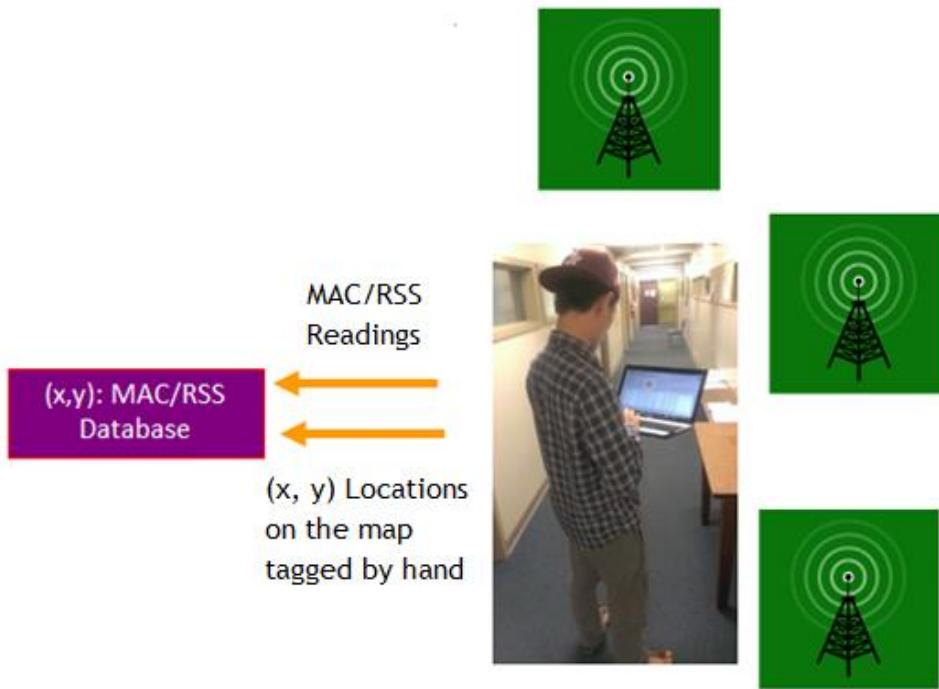 MAC/RSS
Readings
(x,y): MAC/RSS
Database
(x, y) Locations
on the map
tagged by hand